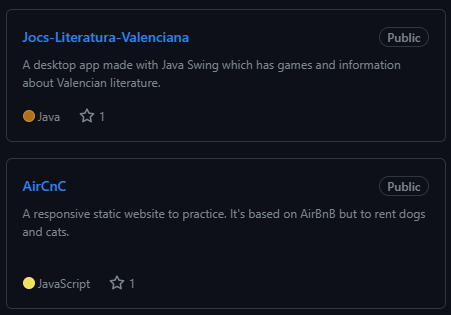 Jocs-Literatura-Valenciana Public
A desktop app made with Java Swing which has games and information
about Valencian literature.
Java 1
AirCnC Public
A responsive static website to practice. It's based on AirBnB but to rent dogs
and cats.
JavaScript 1